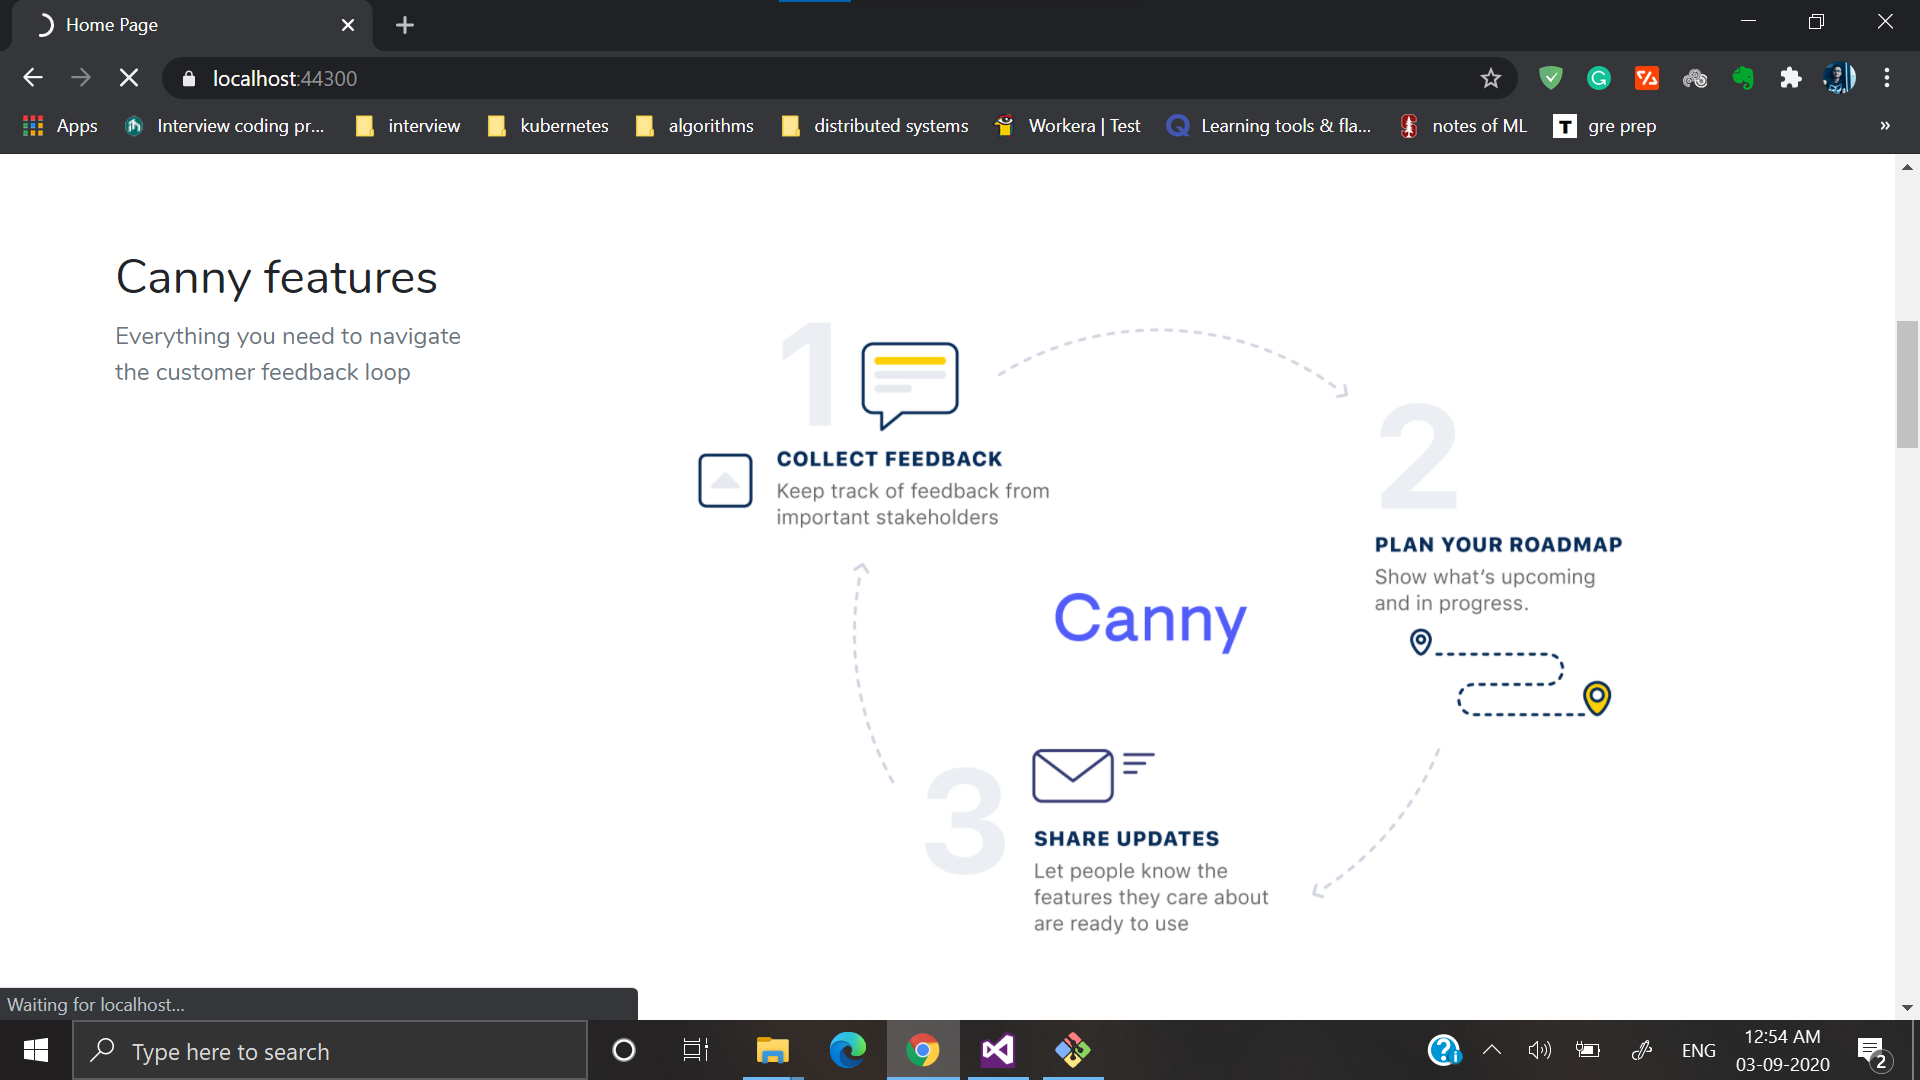 Home Page
localhost:44300
Apps
Interview coding pr...
interview
kubernetes
algorithms
distributed systems
Workera | Test
Learning tools & fla...
notes of ML
T
gre prep
»
Canny features
Everything you need to navigate
the customer feedback loop
1
COLLECT FEEDBACK
Keep track of feedback from
important stakeholders
2
PLAN YOUR ROADMAP
Show what's upcoming
and in progress.
Canny
3
SHARE UPDATES
Let people know the
features they care about
are ready to use
Waiting for localhost...
Type here to search
ENG
12:54 AM
03-09-2020
2